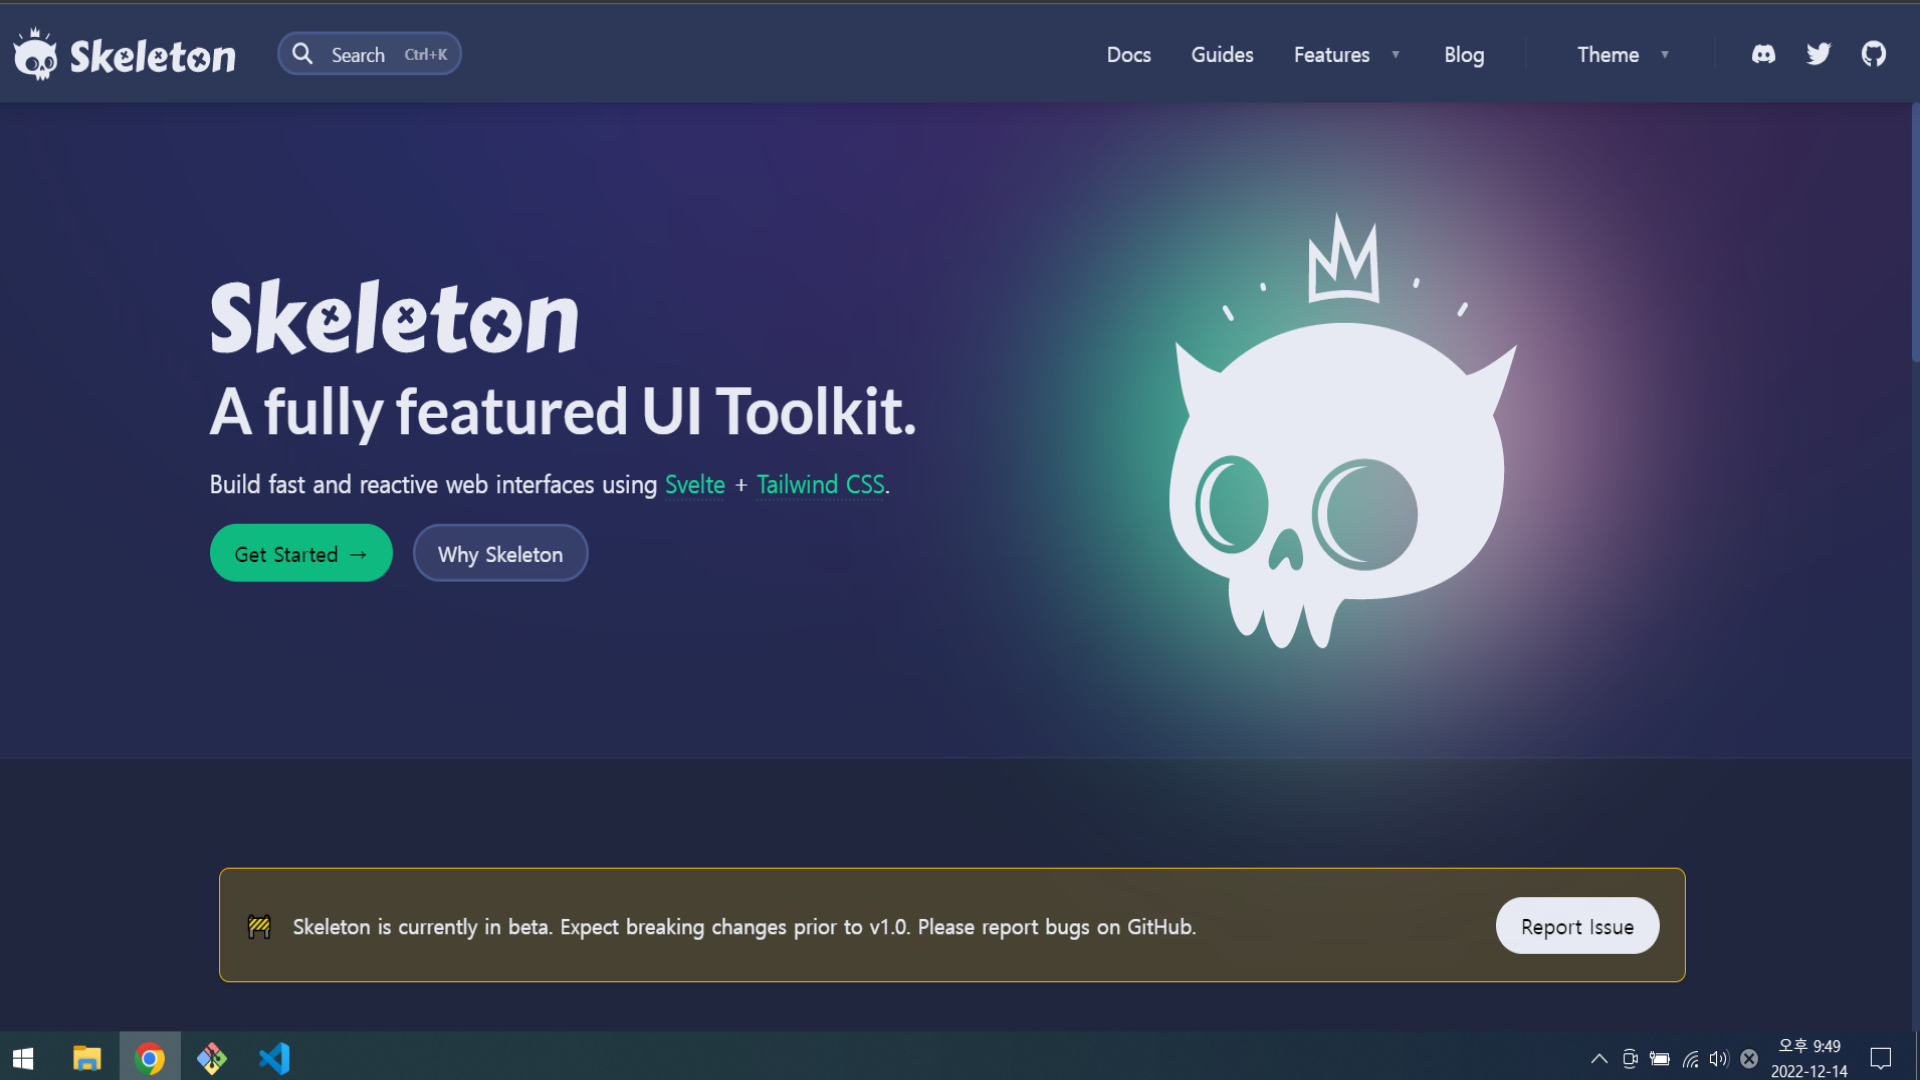 Skeleton
Search Ctrl+K
Docs Guides Features ▾ Blog Theme ▾
Skeleton
A fully featured UI Toolkit.
Build fast and reactive web interfaces using Svelte + Tailwind CSS.
Get Started → Why Skeleton
Skeleton is currently in beta. Expect breaking changes prior to v1.0. Please report bugs on GitHub.
Report Issue
오후 9:49
2022-12-14